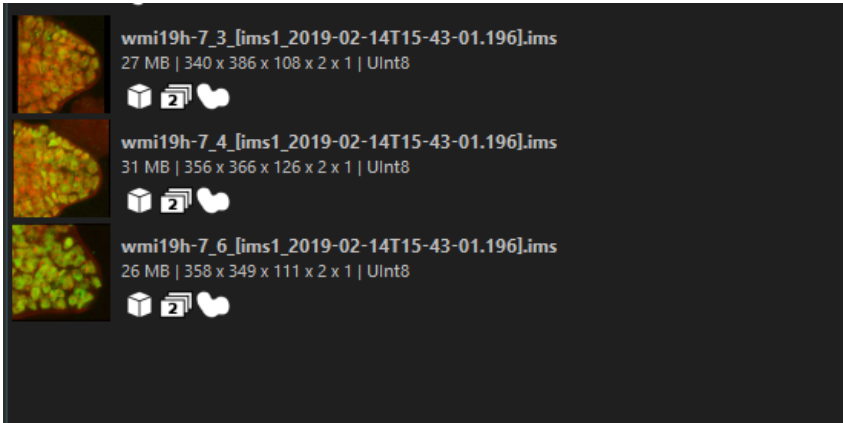 wmi19h-7_3_[ims1_2019-02-14T15-43-01.196].ims
27 MB | 340 x 386 x 108 x 2 x 1 | UInt8
2
wmi19h-7_4_[ims1_2019-02-14T15-43-01.196].ims
31 MB | 356 x 366 x 126 x 2 x 1 | UInt8
2
wmi19h-7_6_[ims1_2019-02-14T15-43-01.196].ims
26 MB | 358 x 349 x 111 x 2 x 1 | UInt8
2